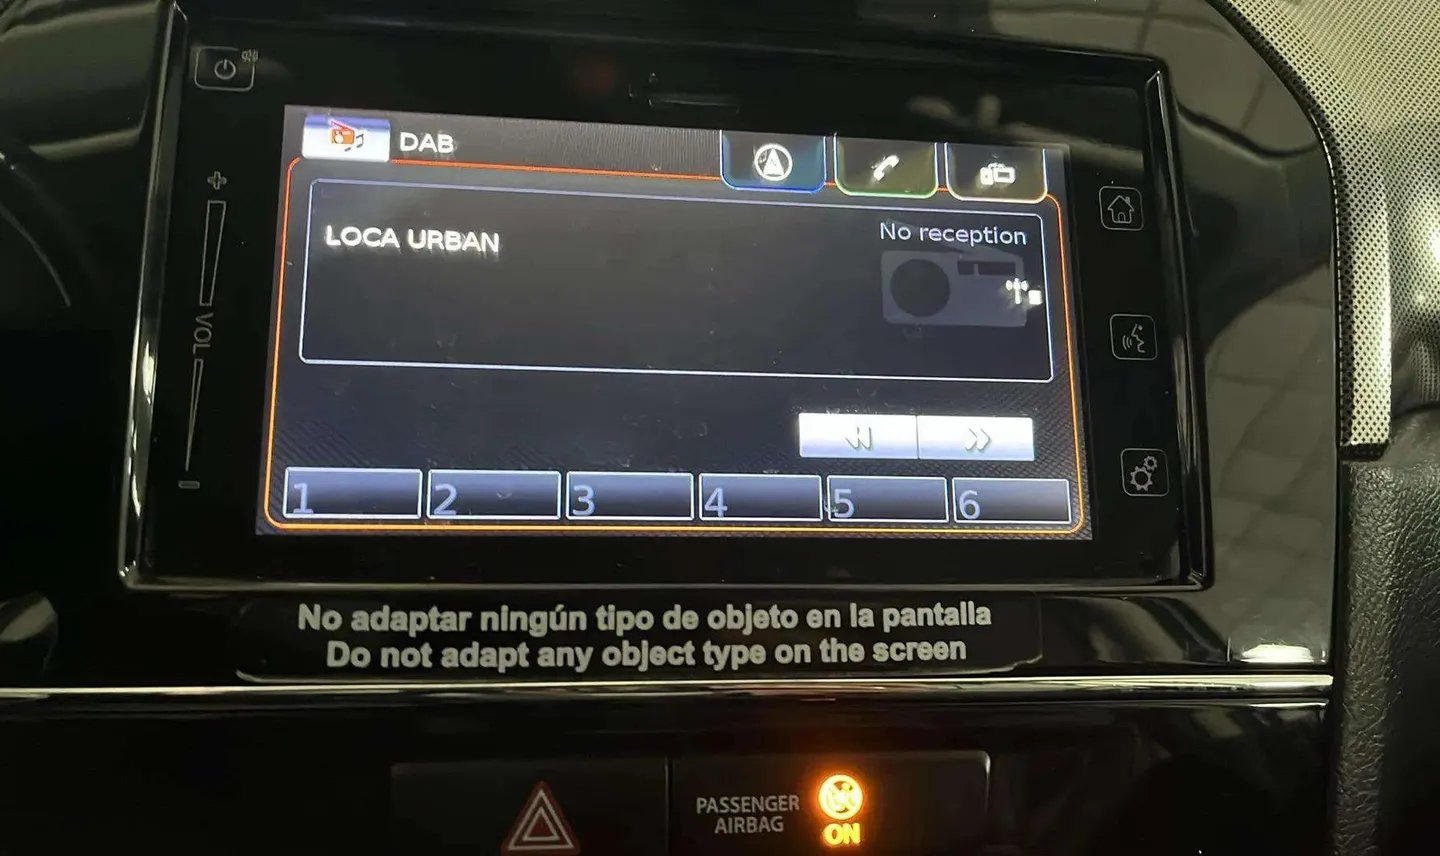 DAB
LOCA URBAN
No reception
VOL
1 2 3 4 5 6
No adaptar ningún tipo de objeto en la pantalla
Do not adapt any object type on the screen
PASSENGER
AIRBAG
ON